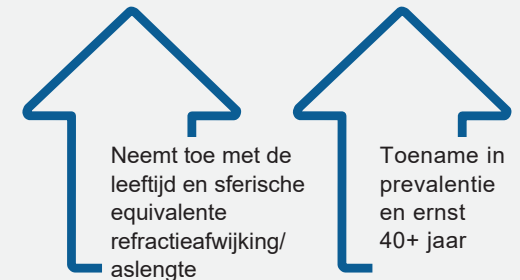 Neemt toe met de
leeftijd en sferische
equivalente
refractieafwijking/
aslengte
Toename in
prevalentie
en ernst
40+ jaar